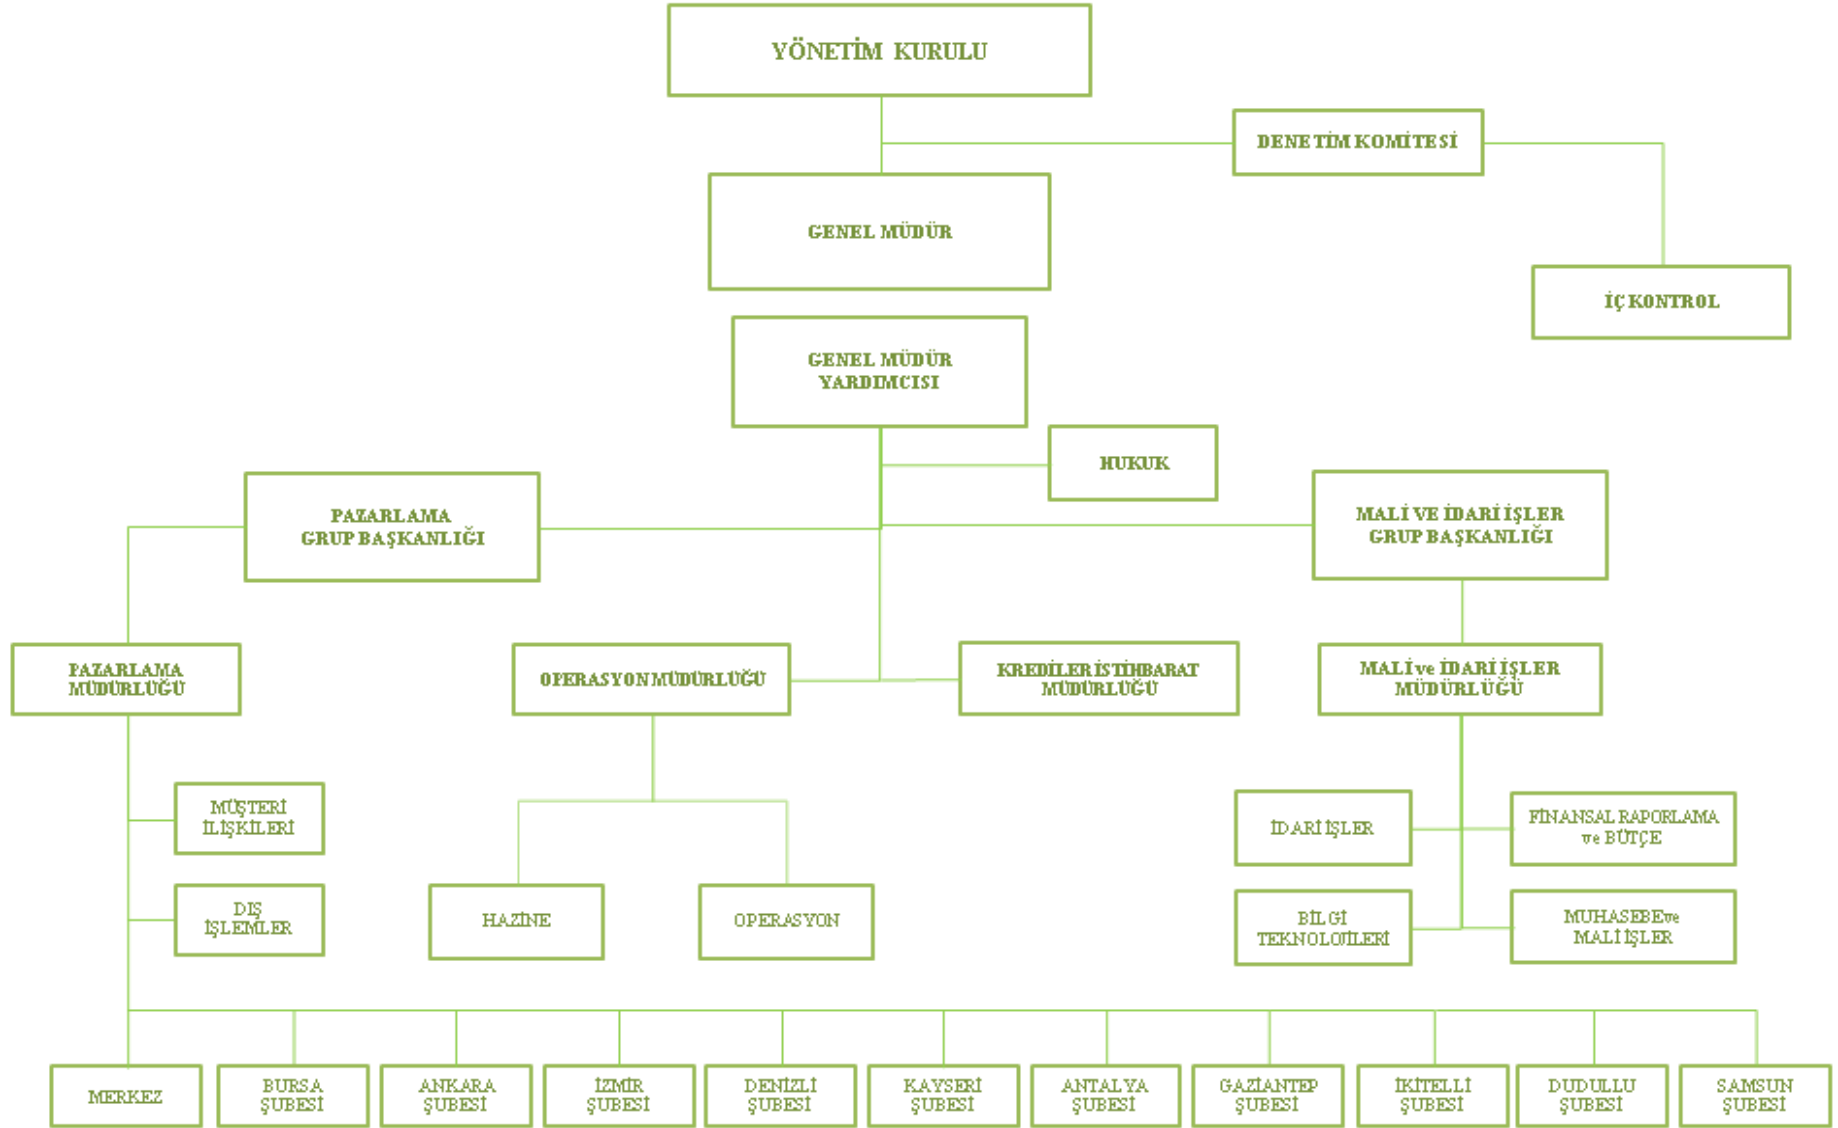 YÖNETİM KURULU
DENETİM KOMİTESİ
GENEL MÜDÜR
İÇ KONTROL
GENEL MÜDÜR
YARDIMCISI
HUKUK
PAZARLAMA
GRUP BAŞKANLIĞI
MALİ VE İDARİ İŞLER
GRUP BAŞKANLIĞI
PAZARLAMA
MÜDÜRLÜĞÜ
OPERASYON MÜDÜRLÜĞÜ
KREDİLER İSTİHBARAT
MÜDÜRLÜĞÜ
MALİ ve İDARİ İŞLER
MÜDÜRLÜĞÜ
MÜŞTERİ
İLİŞKİLERİ
İDARİ İŞLER
FİNANSAL RAPORLAMA
ve BÜTÇE
DIŞ
İŞLEMLER
HAZİNE
OPERASYON
BİLGİ
TEKNOLOJİLERİ
MUHASEBE ve
MALİ İŞLER
MERKEZ
BURSA
ŞUBESİ
ANKARA
ŞUBESİ
İZMİR
ŞUBESİ
DENİZLİ
ŞUBESİ
KAYSERİ
ŞUBESİ
ANTALYA
ŞUBESİ
GAZİANTEP
ŞUBESİ
İKİTELLİ
ŞUBESİ
DUDULLU
ŞUBESİ
SAMSUN
ŞUBESİ